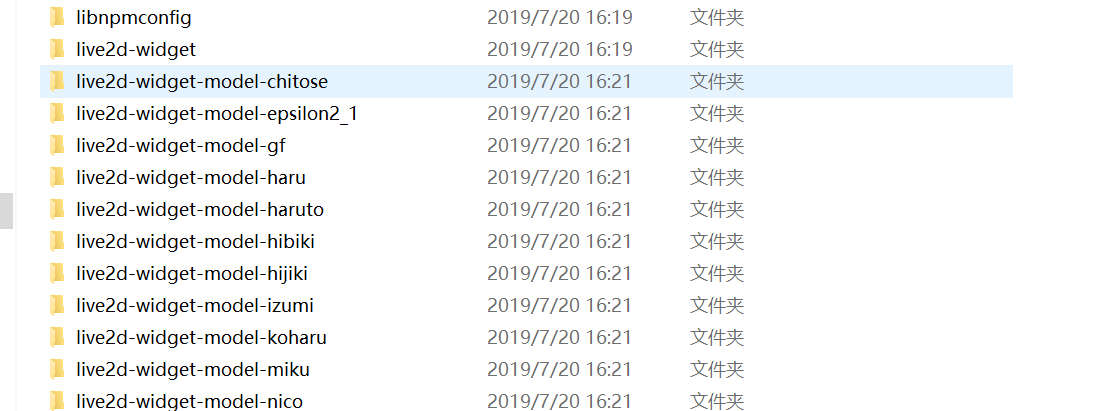 libnpmconfig 2019/7/20 16:19 文件夹
live2d-widget 2019/7/20 16:19 文件夹
live2d-widget-model-chitose 2019/7/20 16:21 文件夹
live2d-widget-model-epsilon2_1 2019/7/20 16:21 文件夹
live2d-widget-model-gf 2019/7/20 16:21 文件夹
live2d-widget-model-haru 2019/7/20 16:21 文件夹
live2d-widget-model-haruto 2019/7/20 16:21 文件夹
live2d-widget-model-hibiki 2019/7/20 16:21 文件夹
live2d-widget-model-hijiki 2019/7/20 16:21 文件夹
live2d-widget-model-izumi 2019/7/20 16:21 文件夹
live2d-widget-model-koharu 2019/7/20 16:21 文件夹
live2d-widget-model-miku 2019/7/20 16:21 文件夹
live2d-widget-model-nico 2019/7/20 16:21 文件夹